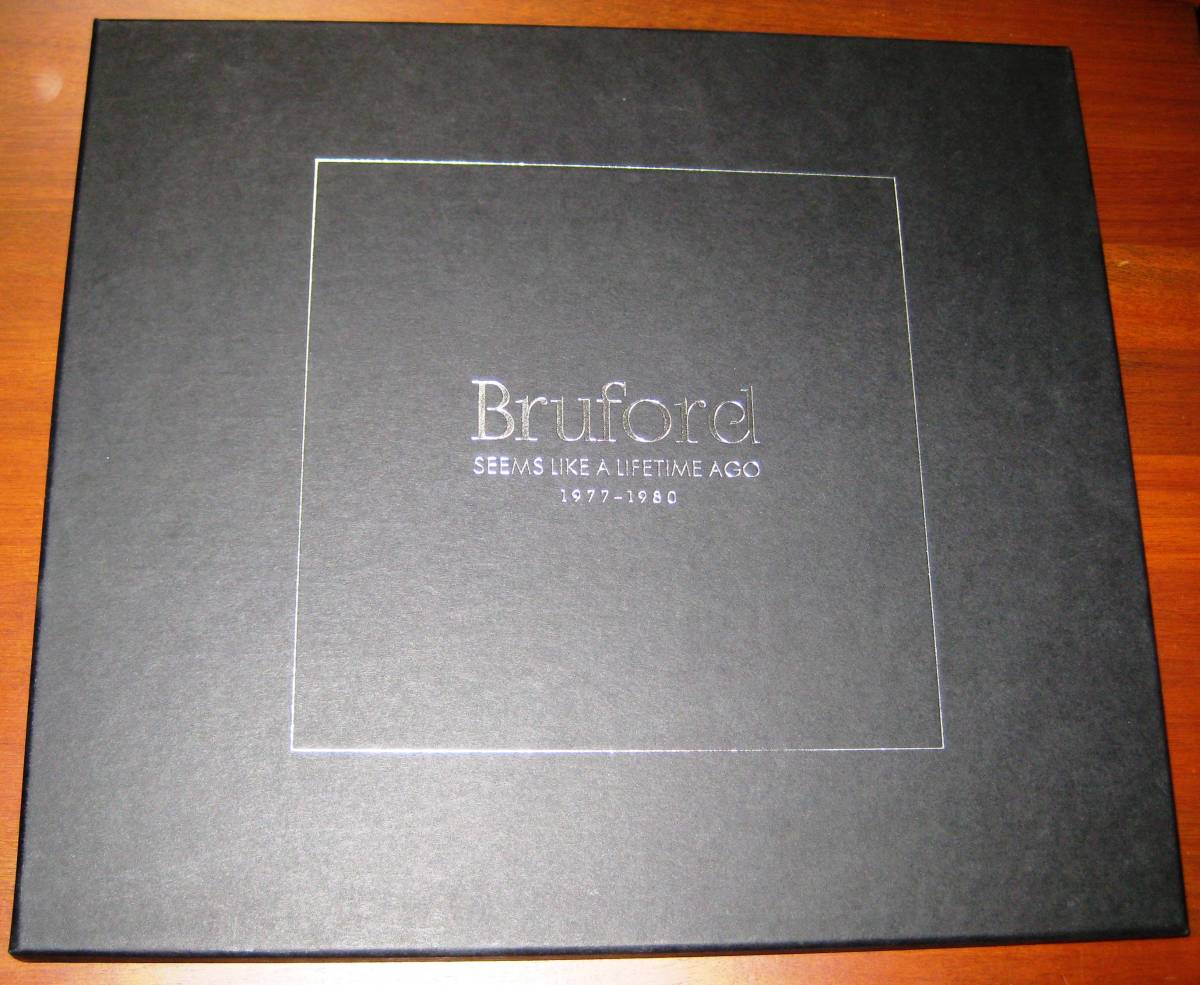 Bruford
SEEMS LIKE A LIFETIME AGO
1977-1980